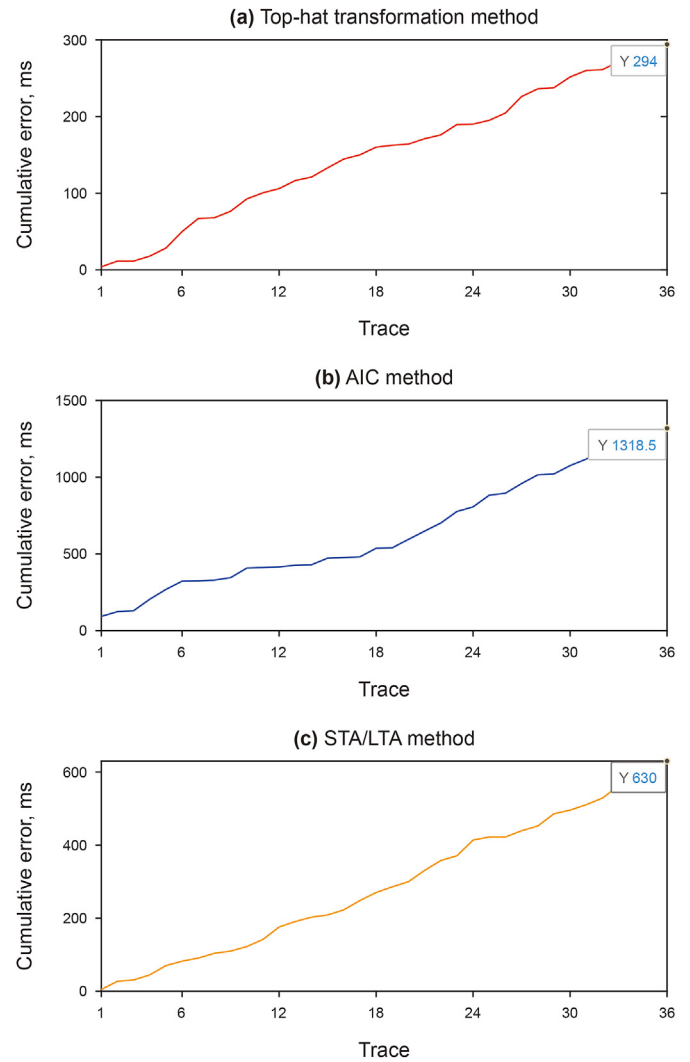 (a) Top-hat transformation method
300
Y 294
200
100
0
Cumulative error, ms
1 6 12 18 24 30 36
Trace
(b) AIC method
1500
Y 1318.5
1000
500
0
Cumulative error, ms
1 6 12 18 24 30 36
Trace
(c) STA/LTA method
600
Y 630
400
200
0
Cumulative error, ms
1 6 12 18 24 30 36
Trace